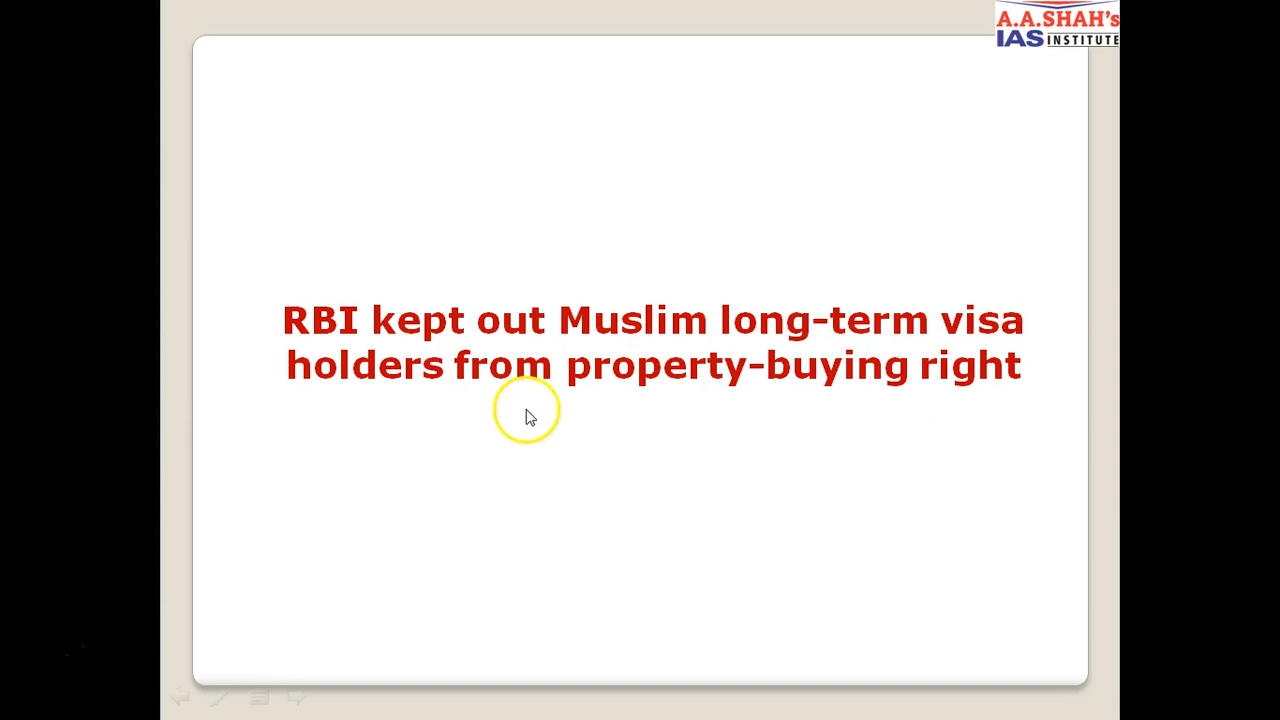 A.A.SHAH's
IAS INSTITUTE
RBI kept out Muslim long-term visa
holders from property-buying right